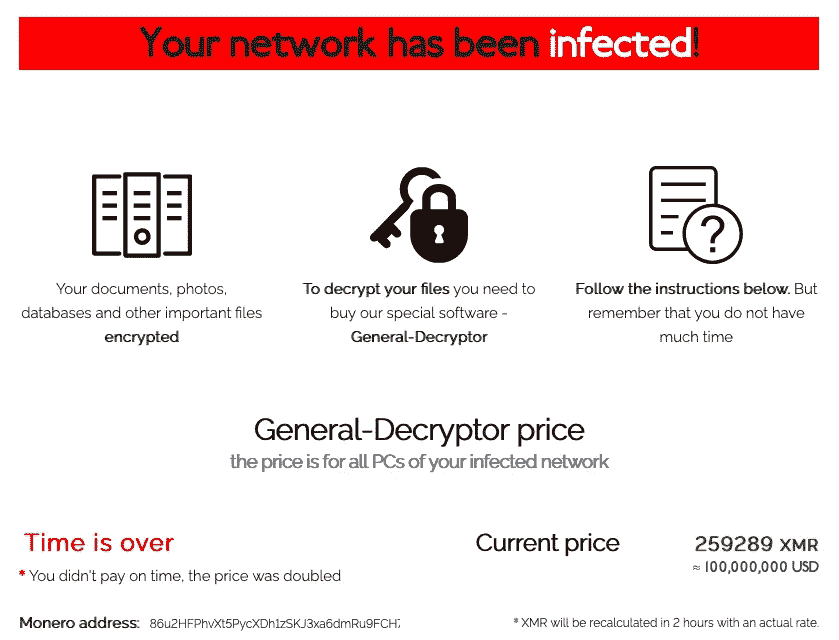 Your network has been infected!
Your documents, photos,
databases and other important files
encrypted
To decrypt your files you need to
buy our special software -
General-Decryptor
Follow the instructions below. But
remember that you do not have
much time
General-Decryptor price
the price is for all PCs of your infected network
Time is over
* You didn't pay on time, the price was doubled
Current price
259289 XMR
≈ 100,000,000 USD
Monero address: 86u2HFPhvXt5PycXDh1zSKJ3xa6dmRu9FCH
* XMR will be recalculated in 2 hours with an actual rate.